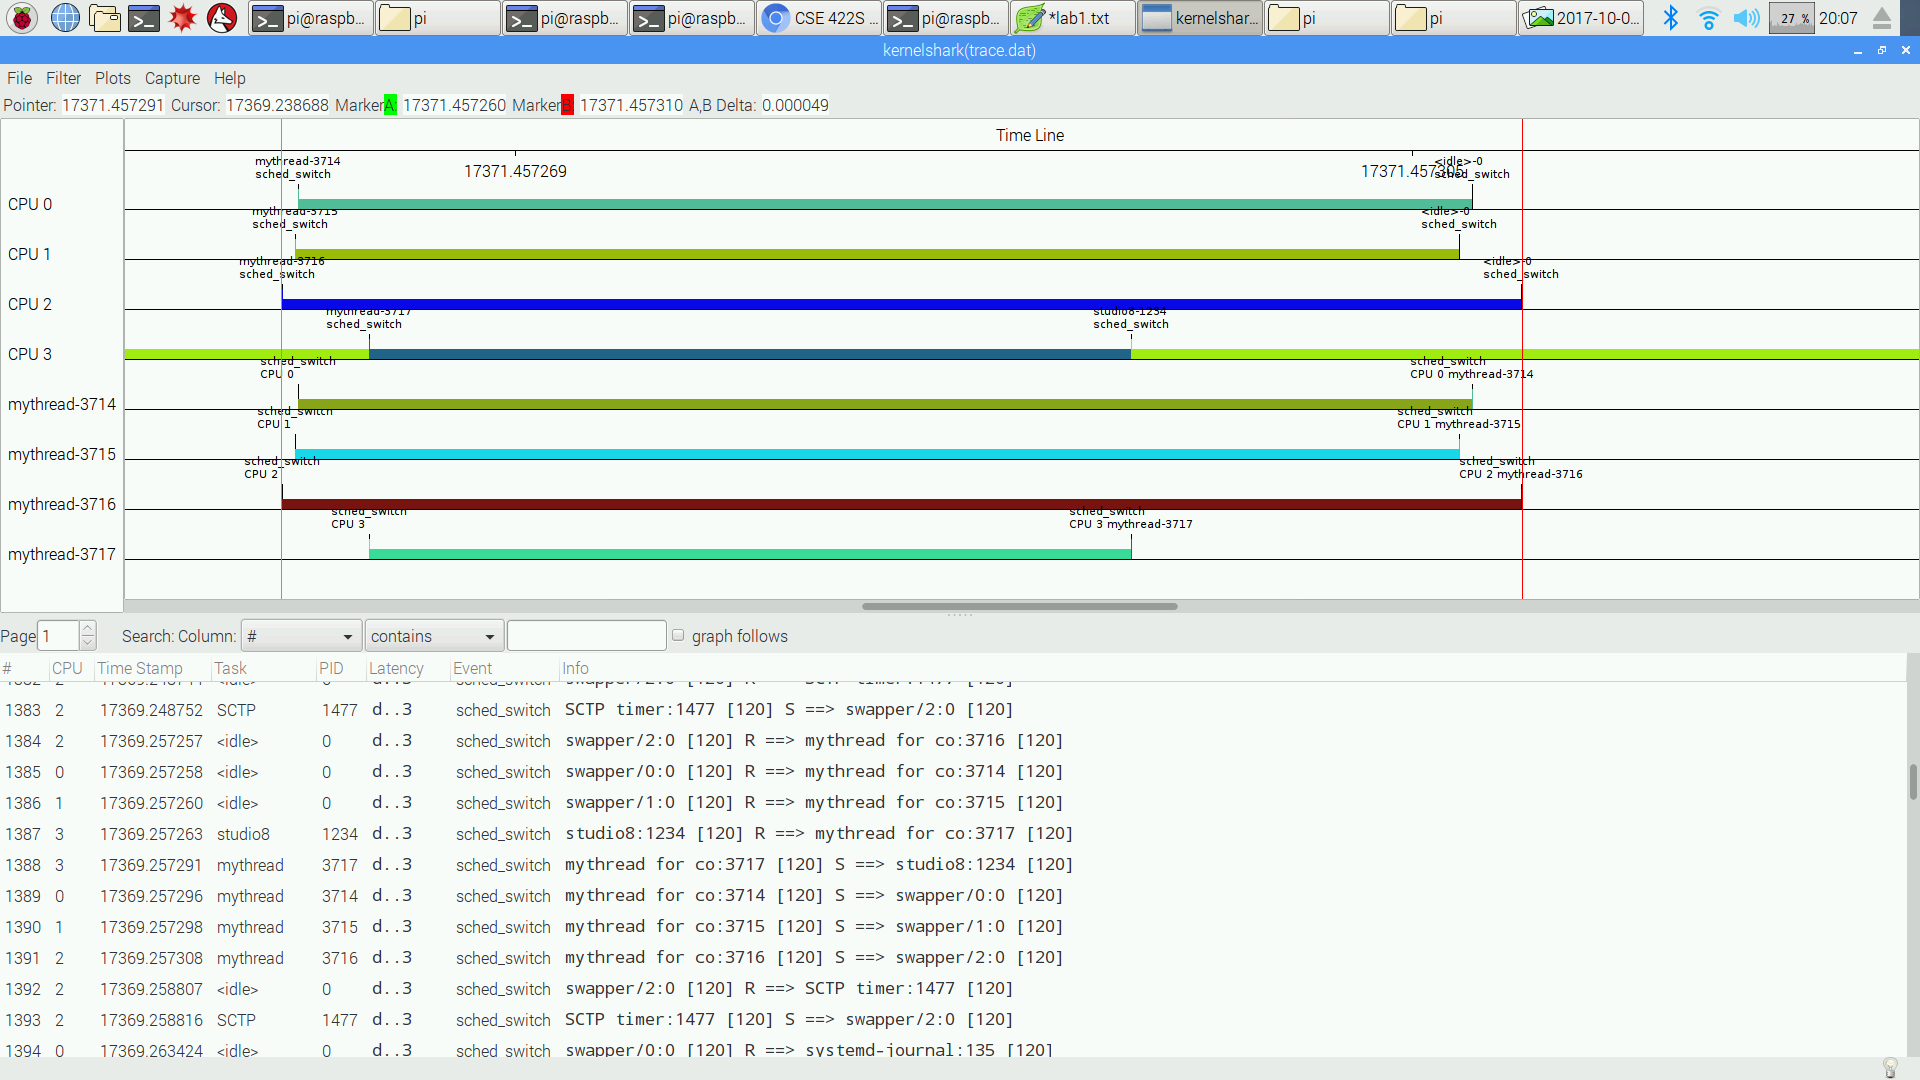 pi@raspb... pi pi@raspb... pi@raspb... CSE 422S ... pi@raspb... *lab1.txt kernelshar... pi pi 2017-10-0... 27 % 20:07
kernelshark(trace.dat)
File Filter Plots Capture Help
Pointer: 17371.457291 Cursor: 17369.238688 MarkerA: 17371.457260 Marker 17371.457310 A,B Delta: 0.000049
Time Line
17371.457269 17371.457305
mythread-3714 <idle>-0
sched_switch sched_switch
CPU 0
mythread-3715 <idle>-0
sched_switch sched_switch
CPU 1
mythread-3716 <idle>-0
sched_switch sched_switch
CPU 2
mythread-3717 studio8-1234
sched_switch sched_switch
CPU 3
sched_switch sched_switch
CPU 0 CPU 0 mythread-3714
mythread-3714
sched_switch sched_switch
CPU 1 CPU 1 mythread-3715
mythread-3715
sched_switch sched_switch
CPU 2 CPU 2 mythread-3716
mythread-3716
sched_switch sched_switch
CPU 3 CPU 3 mythread-3717
mythread-3717
Page 1 Search: Column: # contains graph follows
# CPU Time Stamp Task PID Latency Event Info
1383 2 17369.248752 SCTP 1477 d..3 sched_switch SCTP timer:1477 [120] S ==> swapper/2:0 [120]
1384 2 17369.257257 <idle> 0 d..3 sched_switch swapper/2:0 [120] R ==> mythread for co:3716 [120]
1385 0 17369.257258 <idle> 0 d..3 sched_switch swapper/0:0 [120] R ==> mythread for co:3714 [120]
1386 1 17369.257260 <idle> 0 d..3 sched_switch swapper/1:0 [120] R ==> mythread for co:3715 [120]
1387 3 17369.257263 studio8 1234 d..3 sched_switch studio8:1234 [120] R ==> mythread for co:3717 [120]
1388 3 17369.257291 mythread 3717 d..3 sched_switch mythread for co:3717 [120] S ==> studio8:1234 [120]
1389 0 17369.257296 mythread 3714 d..3 sched_switch mythread for co:3714 [120] S ==> swapper/0:0 [120]
1390 1 17369.257298 mythread 3715 d..3 sched_switch mythread for co:3715 [120] S ==> swapper/1:0 [120]
1391 2 17369.257308 mythread 3716 d..3 sched_switch mythread for co:3716 [120] S ==> swapper/2:0 [120]
1392 2 17369.258807 <idle> 0 d..3 sched_switch swapper/2:0 [120] R ==> SCTP timer:1477 [120]
1393 2 17369.258816 SCTP 1477 d..3 sched_switch SCTP timer:1477 [120] S ==> swapper/2:0 [120]
1394 0 17369.263424 <idle> 0 d..3 sched_switch swapper/0:0 [120] R ==> systemd-journal:135 [120]